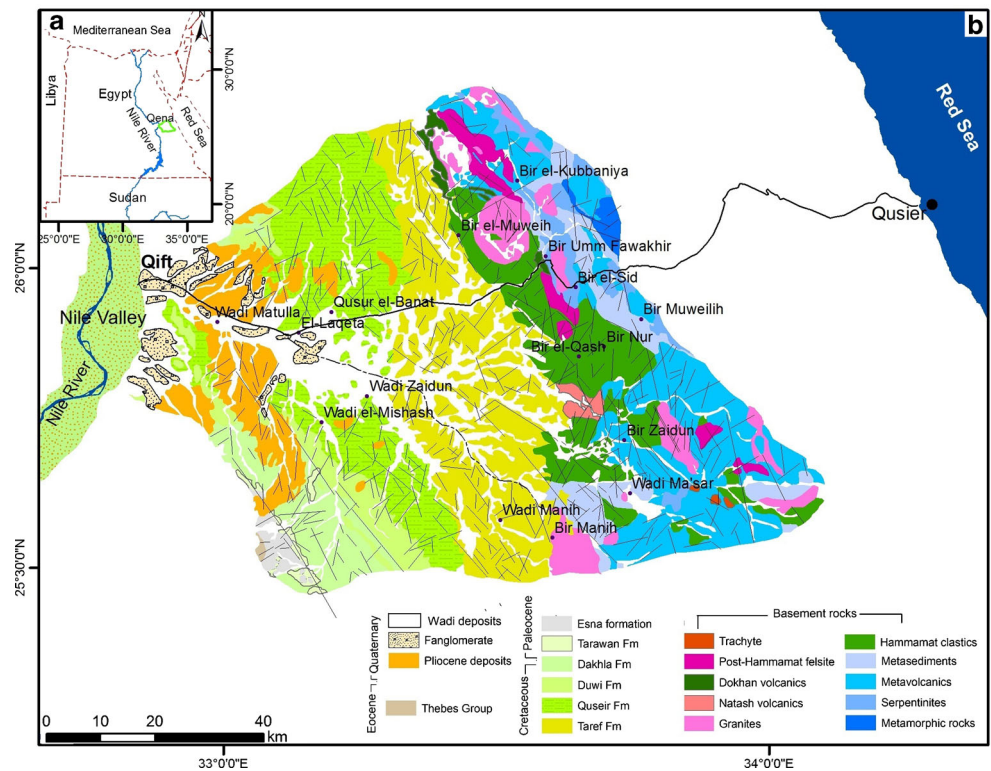 a
b
N
Mediterranean Sea
Libya
Egypt
Qena
Nile River
Red Sea
Sudan
30°0'0"N
20°0'0"N
25°0'0"E
30°0'0"E
35°0'0"E
Red Sea
Qusier
Bir el-Kubbaniya
Bir el-Muweih
Bir Umm Fawakhir
Bir el-Sid
26°0'0"N
Qift
Nile Valley
Wadi Matulla
Qusur el-Banat
El-Laqeta
Bir Muweilih
Bir Nur
Bir el-Qash
Nile River
Wadi Zaidun
Wadi el-Mishash
Bir Zaidun
Wadi Ma'sar
Wadi Manih
Bir Manih
25°30'0"N
Quaternary
Eocene
Wadi deposits
Fanglomerate
Pliocene deposits
Thebes Group
Paleocene
Cretaceous
Esna formation
Tarawan Fm
Dakhla Fm
Duwi Fm
Quseir Fm
Taref Fm
Basement rocks
Trachyte
Post-Hammamat felsite
Dokhan volcanics
Natash volcanics
Granites
Hammamat clastics
Metasediments
Metavolcanics
Serpentinites
Metamorphic rocks
0 10 20 40
km
33°0'0"E
34°0'0"E